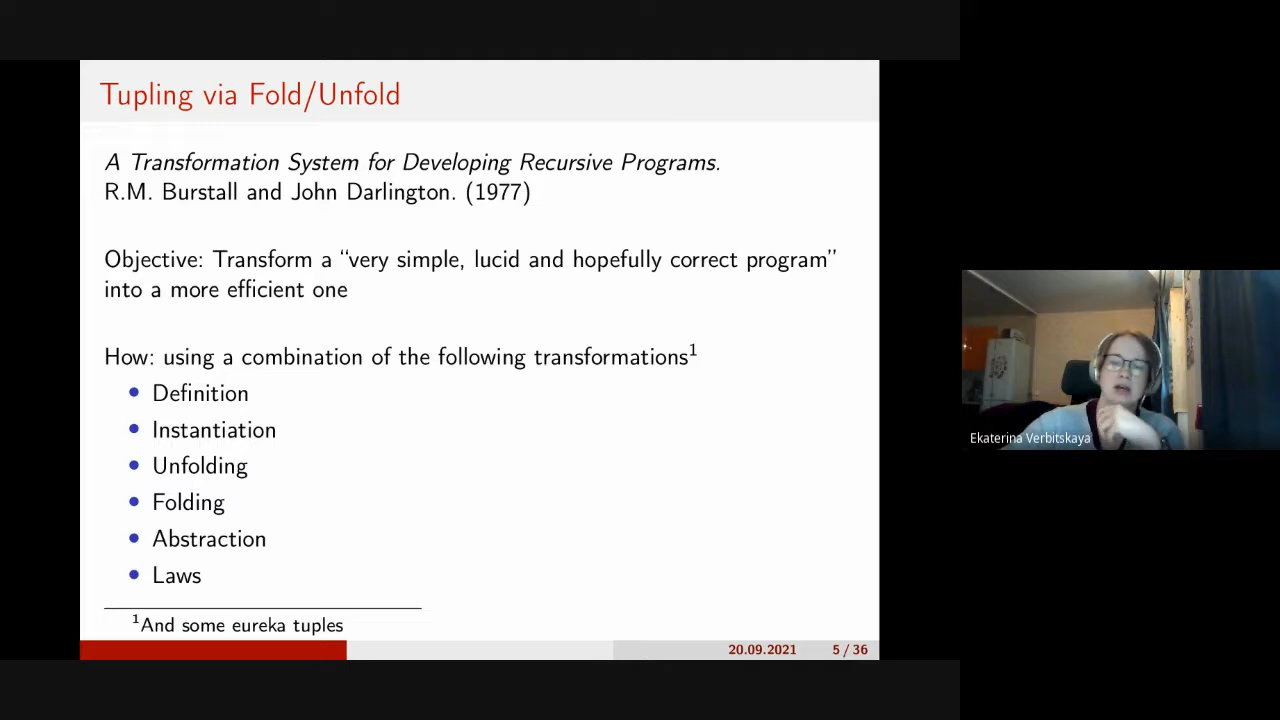 Tupling via Fold/Unfold
A Transformation System for Developing Recursive Programs.
R.M. Burstall and John Darlington. (1977)
Objective: Transform a “very simple, lucid and hopefully correct program”
into a more efficient one
How: using a combination of the following transformations¹
• Definition
• Instantiation
• Unfolding
• Folding
• Abstraction
• Laws
¹And some eureka tuples
20.09.2021 5 / 36
Ekaterina Verbitskaya